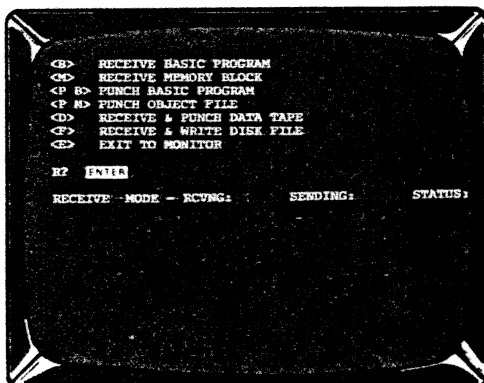 <B> RECEIVE BASIC PROGRAM
<M> RECEIVE MEMORY BLOCK
<P B> PUNCH BASIC PROGRAM
<P M> PUNCH OBJECT FILE
<D> RECEIVE & PUNCH DATA TAPE
<F> RECEIVE & WRITE DISK FILE
<E> EXIT TO MONITOR
B? ENTER
RECEIVE MODE - RCVNG: SENDING: STATUS: